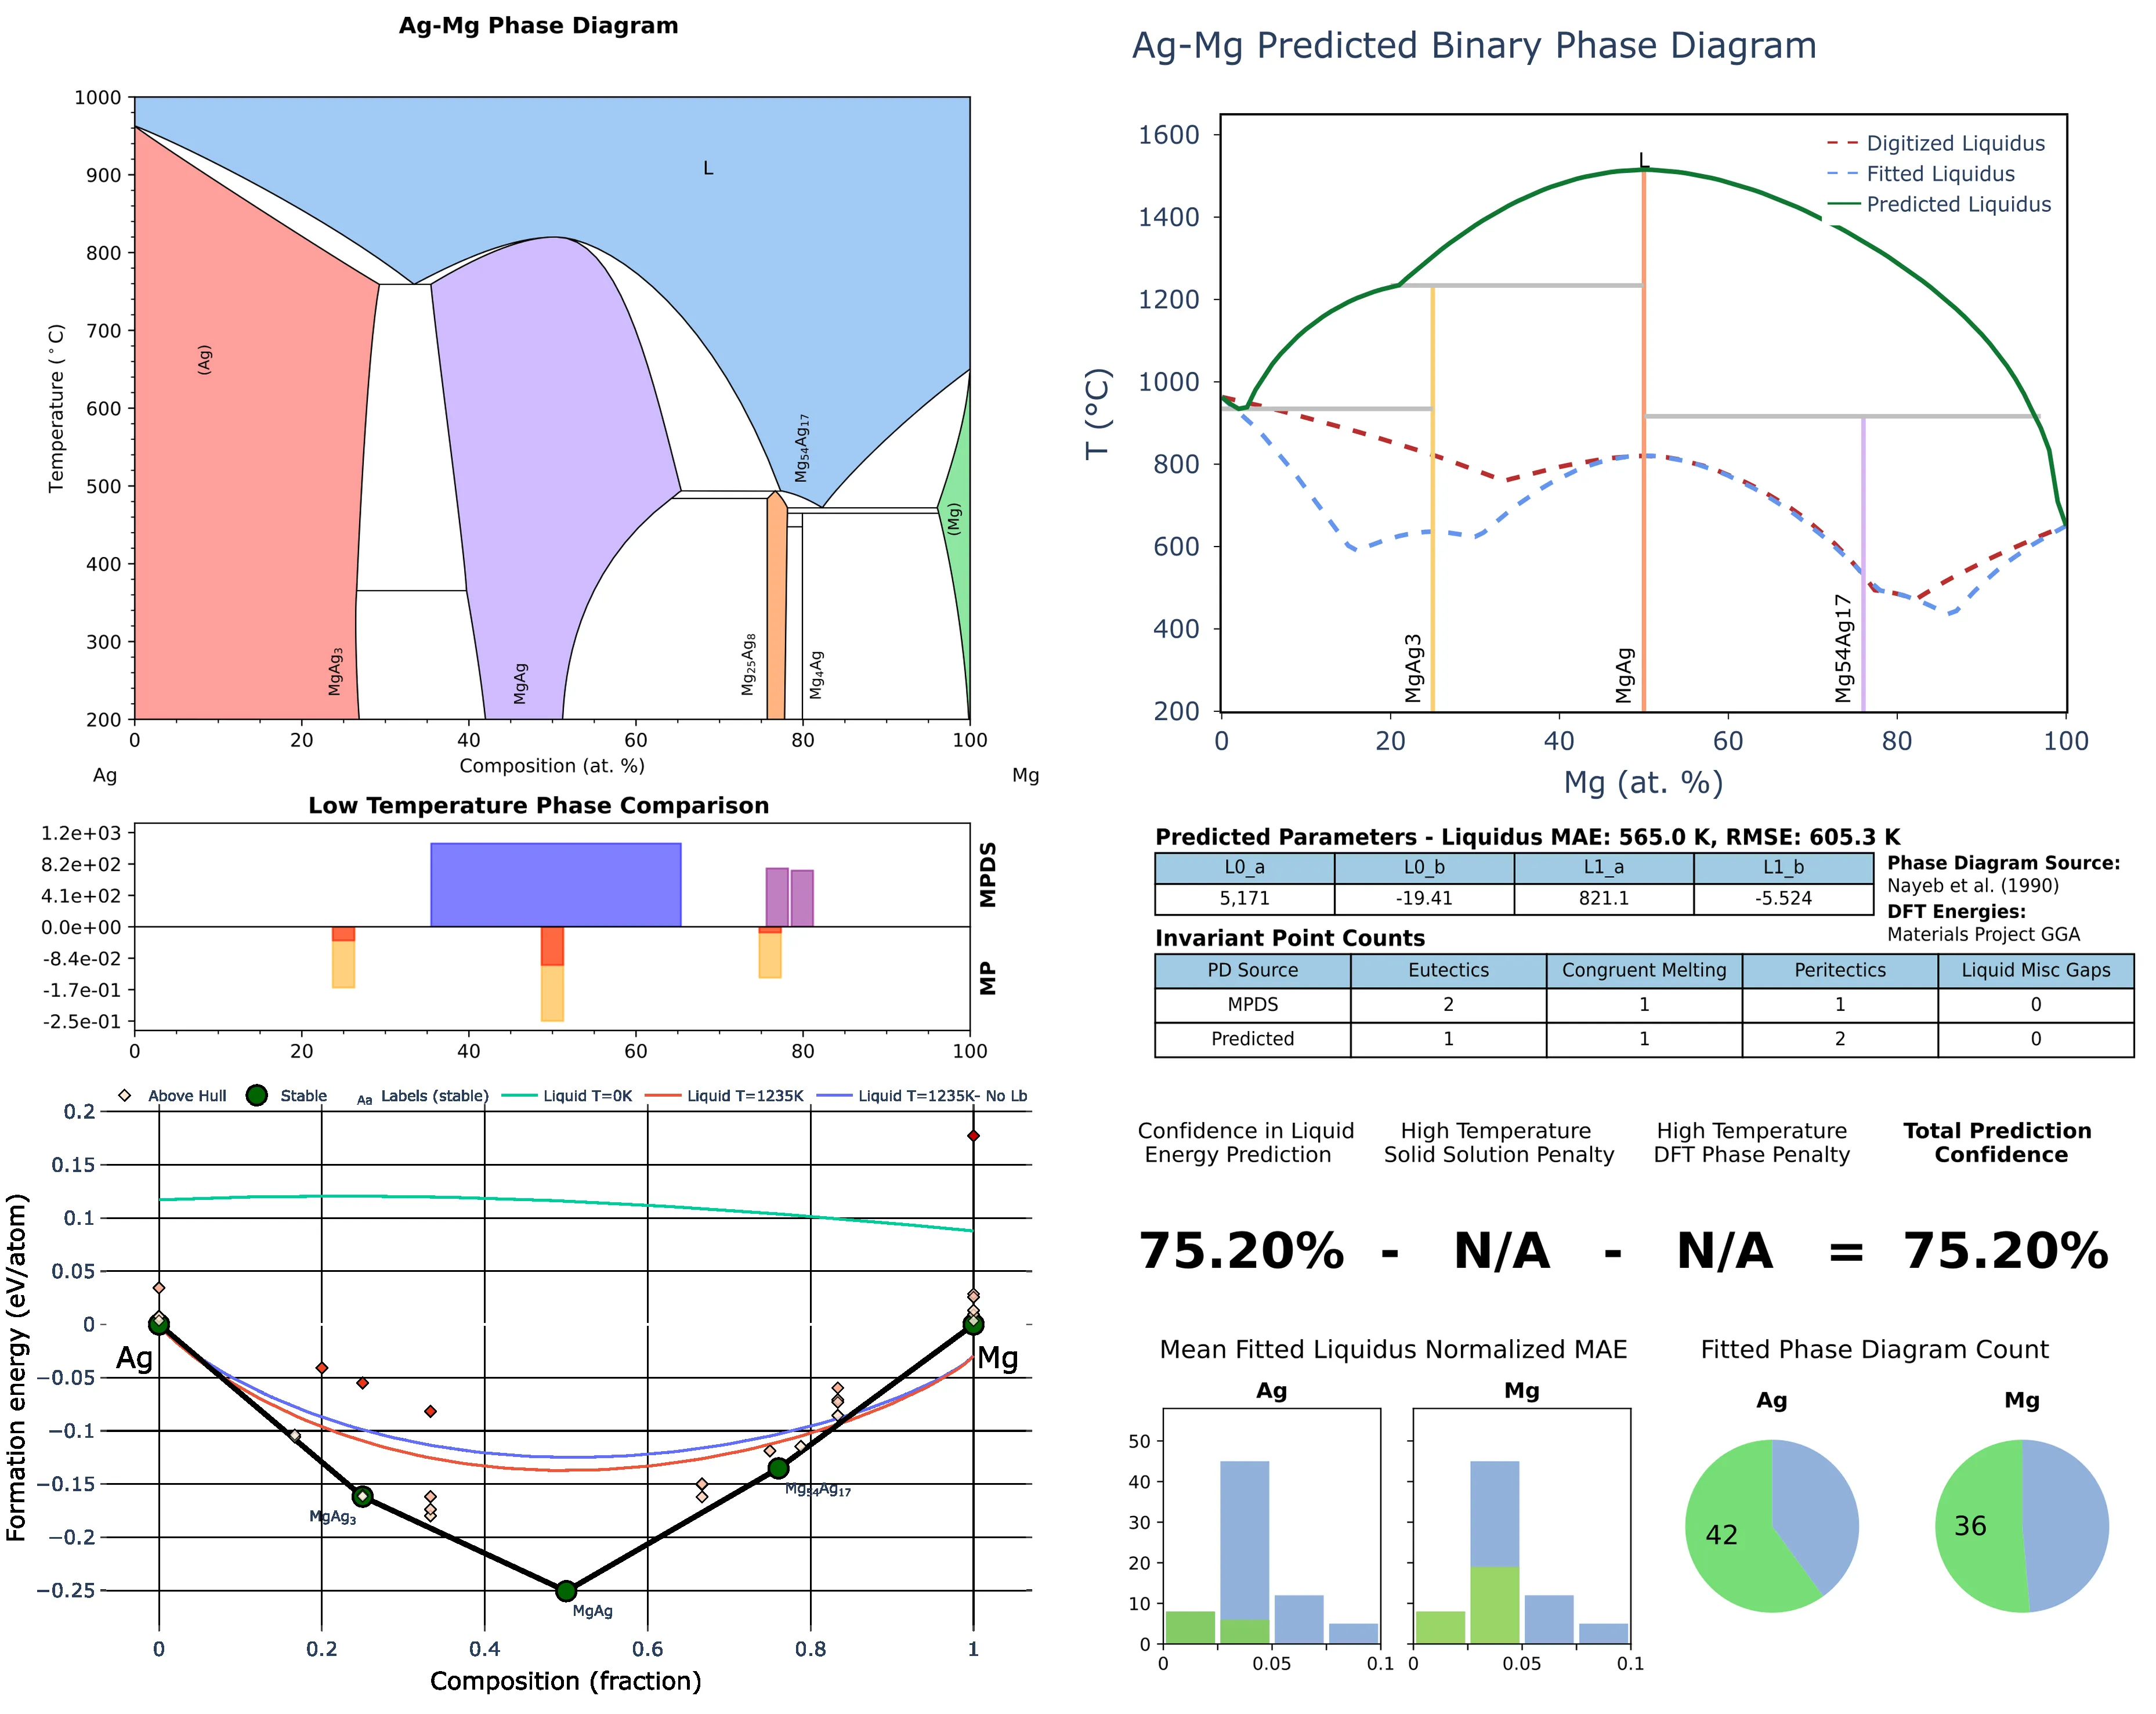 Ag-Mg Phase Diagram
1000
900
800
700
600
500
400
300
200
Temperature (°C)
L
(Ag)
MgAg₃
MgAg
Mg₂₅Ag₈
Mg₅₄Ag₁₇
Mg₄Ag
(Mg)
0 20 40 60 80 100
Composition (at. %)
Ag Mg
Low Temperature Phase Comparison
1.2e+03
8.2e+02
4.1e+02
0.0e+00
-8.4e-02
-1.7e-01
-2.5e-01
MPDS
MP
0 20 40 60 80 100
Above Hull Stable Aa Labels (stable) Liquid T=0K Liquid T=1235K Liquid T=1235K- No Lb
0.2
0.15
0.1
0.05
0
−0.05
−0.1
−0.15
−0.2
−0.25
Formation energy (eV/atom)
Ag
Mg
MgAg₃
Mg₅₄Ag₁₇
MgAg
0 0.2 0.4 0.6 0.8 1
Composition (fraction)
Ag-Mg Predicted Binary Phase Diagram
1600
1400
1200
1000
800
600
400
200
T (°C)
L
Digitized Liquidus
Fitted Liquidus
Predicted Liquidus
MgAg3
MgAg
Mg54Ag17
0 20 40 60 80 100
Mg (at. %)
Predicted Parameters - Liquidus MAE: 565.0 K, RMSE: 605.3 K
L0_a L0_b L1_a L1_b
5,171 -19.41 821.1 -5.524
Phase Diagram Source:
Nayeb et al. (1990)
DFT Energies:
Materials Project GGA
Invariant Point Counts
PD Source Eutectics Congruent Melting Peritectics Liquid Misc Gaps
MPDS 2 1 1 0
Predicted 1 1 2 0
Confidence in Liquid
Energy Prediction
High Temperature
Solid Solution Penalty
High Temperature
DFT Phase Penalty
Total Prediction
Confidence
75.20% - N/A - N/A = 75.20%
Mean Fitted Liquidus Normalized MAE
Ag Mg
50
40
30
20
10
0
0 0.05 0.1
0 0.05 0.1
Fitted Phase Diagram Count
Ag Mg
42 36